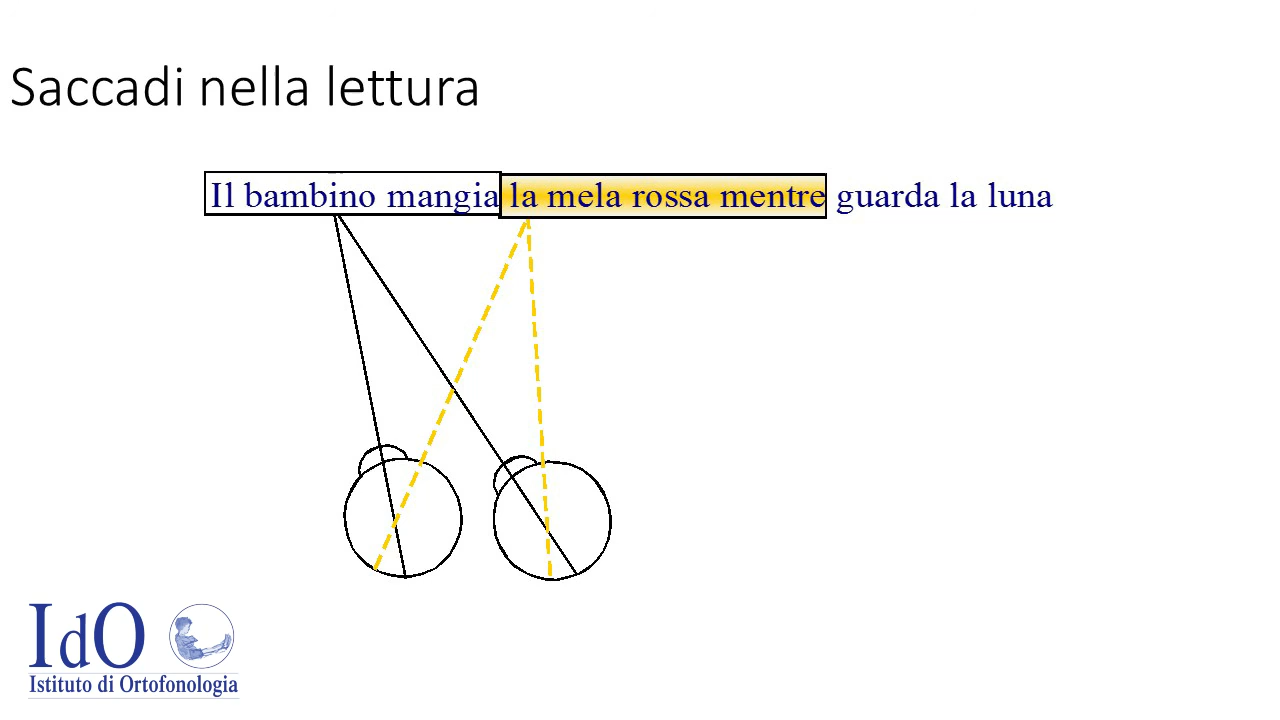 Saccadi nella lettura
Il bambino mangia la mela rossa mentre guarda la luna
IdO
Istituto di Ortofonologia